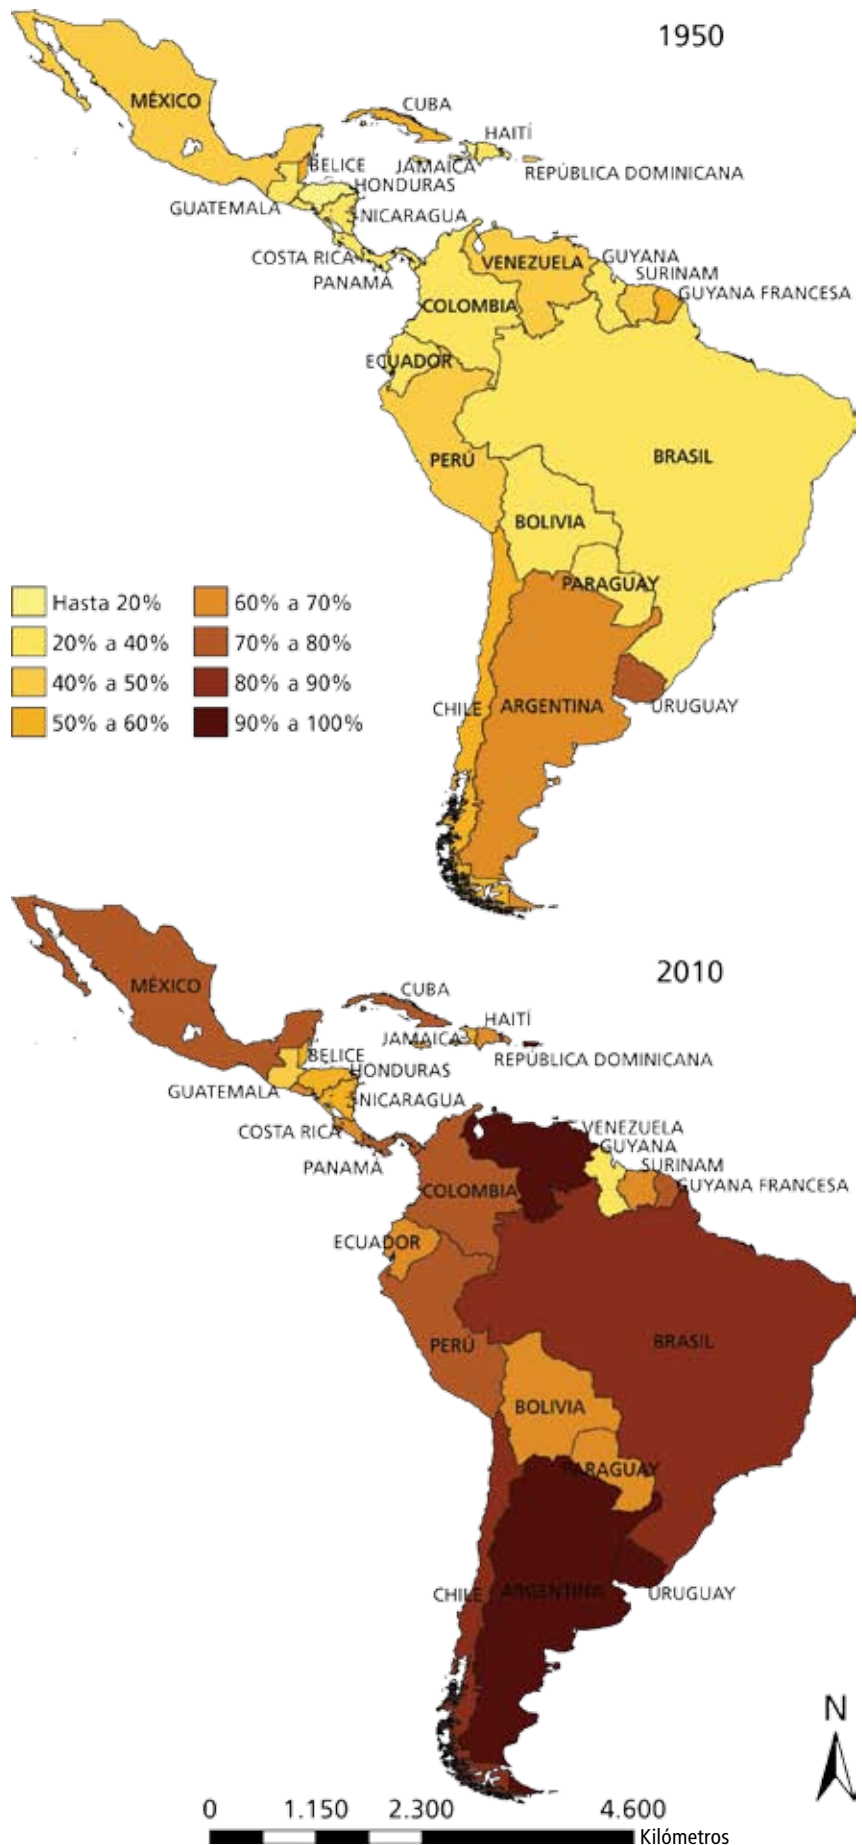 1950
MÉXICO
CUBA
HAITÍ
JAMAICA
REPÚBLICA DOMINICANA
BELICE
HONDURAS
GUATEMALA
NICARAGUA
COSTA RICA
PANAMÁ
VENEZUELA
GUYANA
SURINAM
GUYANA FRANCESA
COLOMBIA
ECUADOR
PERÚ
BRASIL
BOLIVIA
PARAGUAY
CHILE
ARGENTINA
URUGUAY
Hasta 20%
20% a 40%
40% a 50%
50% a 60%
60% a 70%
70% a 80%
80% a 90%
90% a 100%
2010
MÉXICO
CUBA
HAITÍ
JAMAICA
REPÚBLICA DOMINICANA
BELICE
HONDURAS
GUATEMALA
NICARAGUA
COSTA RICA
PANAMÁ
VENEZUELA
GUYANA
SURINAM
GUYANA FRANCESA
COLOMBIA
ECUADOR
PERÚ
BRASIL
BOLIVIA
PARAGUAY
CHILE
ARGENTINA
URUGUAY
N
0 1.150 2.300 4.600
Kilómetros